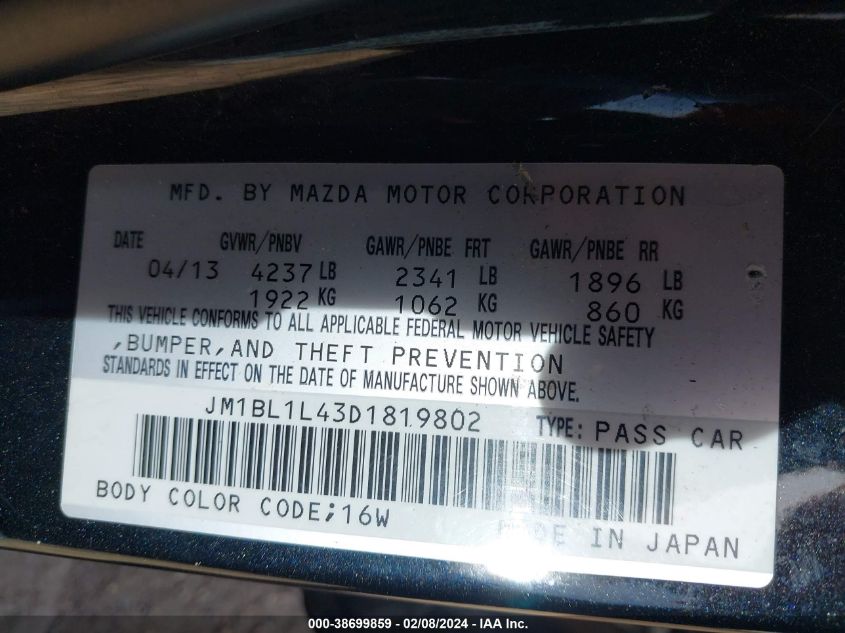 MFD. BY MAZDA MOTOR CORPORATION
DATE GVWR/PNBV GAWR/PNBE FRT GAWR/PNBE RR
04/13 4237 LB 2341 LB 1896 LB
1922 KG 1062 KG 860 KG
THIS VEHICLE CONFORMS TO ALL APPLICABLE FEDERAL MOTOR VEHICLE SAFETY
,BUMPER,AND THEFT PREVENTION
STANDARDS IN EFFECT ON THE DATE OF MANUFACTURE SHOWN ABOVE.
JM1BL1L43D1819802 TYPE: PASS CAR
BODY COLOR CODE;16W
MADE IN JAPAN
000-38699859 - 02/08/2024 - IAA Inc.